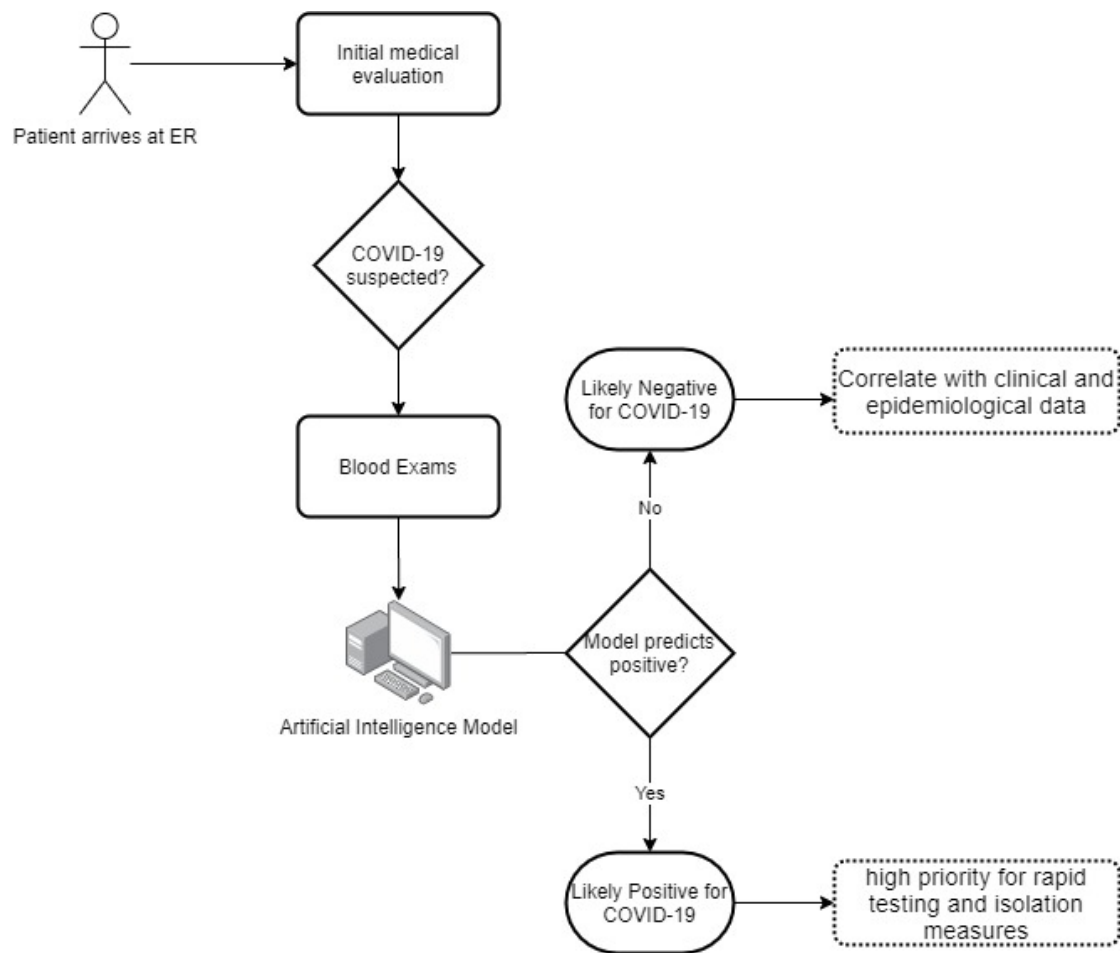 Initial medical
evaluation
Patient arrives at ER
COVID-19
suspected?
Blood Exams
Artificial Intelligence Model
Model predicts
positive?
No
Likely Negative
for COVID-19
Correlate with clinical and
epidemiological data
Yes
Likely Positive for
COVID-19
high priority for rapid
testing and isolation
measures